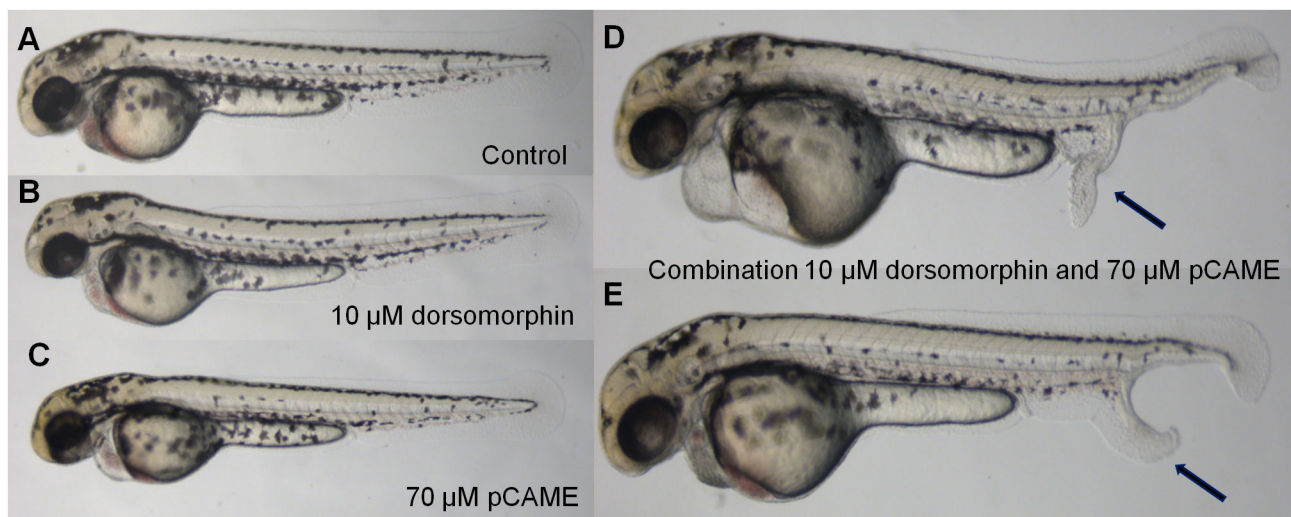 A
Control
B
10 µM dorsomorphin
C
70 µM pCAME
D
Combination 10 µM dorsomorphin and 70 µM pCAME
E